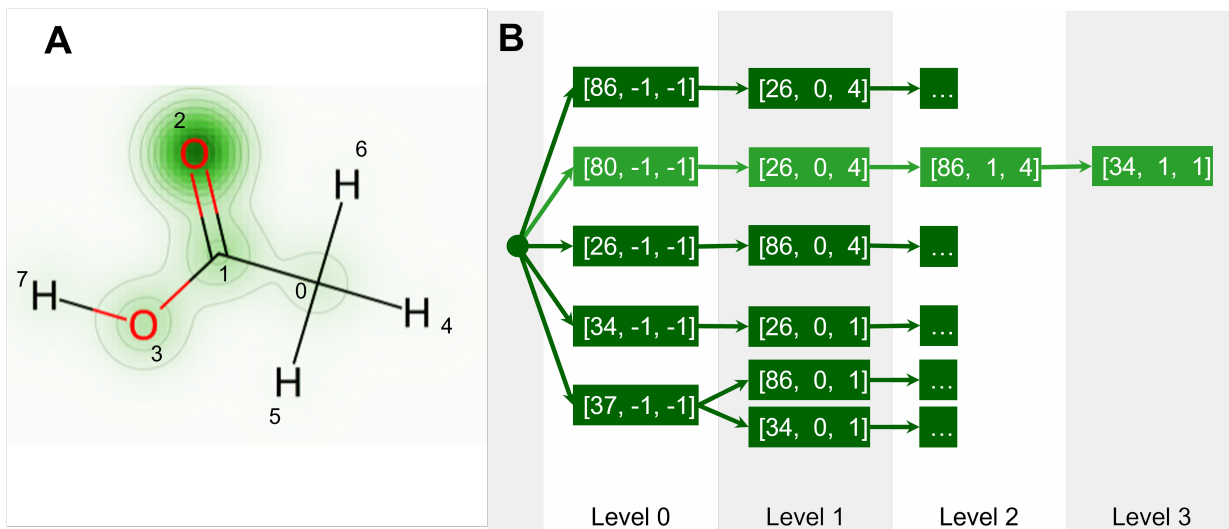 A
2
O
6
H
7
H
1
0
O
3
H
4
H
5
B
[86, -1, -1]
[26, 0, 4]
...
[80, -1, -1]
[26, 0, 4]
[86, 1, 4]
[34, 1, 1]
[26, -1, -1]
[86, 0, 4]
...
[34, -1, -1]
[26, 0, 1]
...
[37, -1, -1]
[86, 0, 1]
...
[34, 0, 1]
...
Level 0
Level 1
Level 2
Level 3